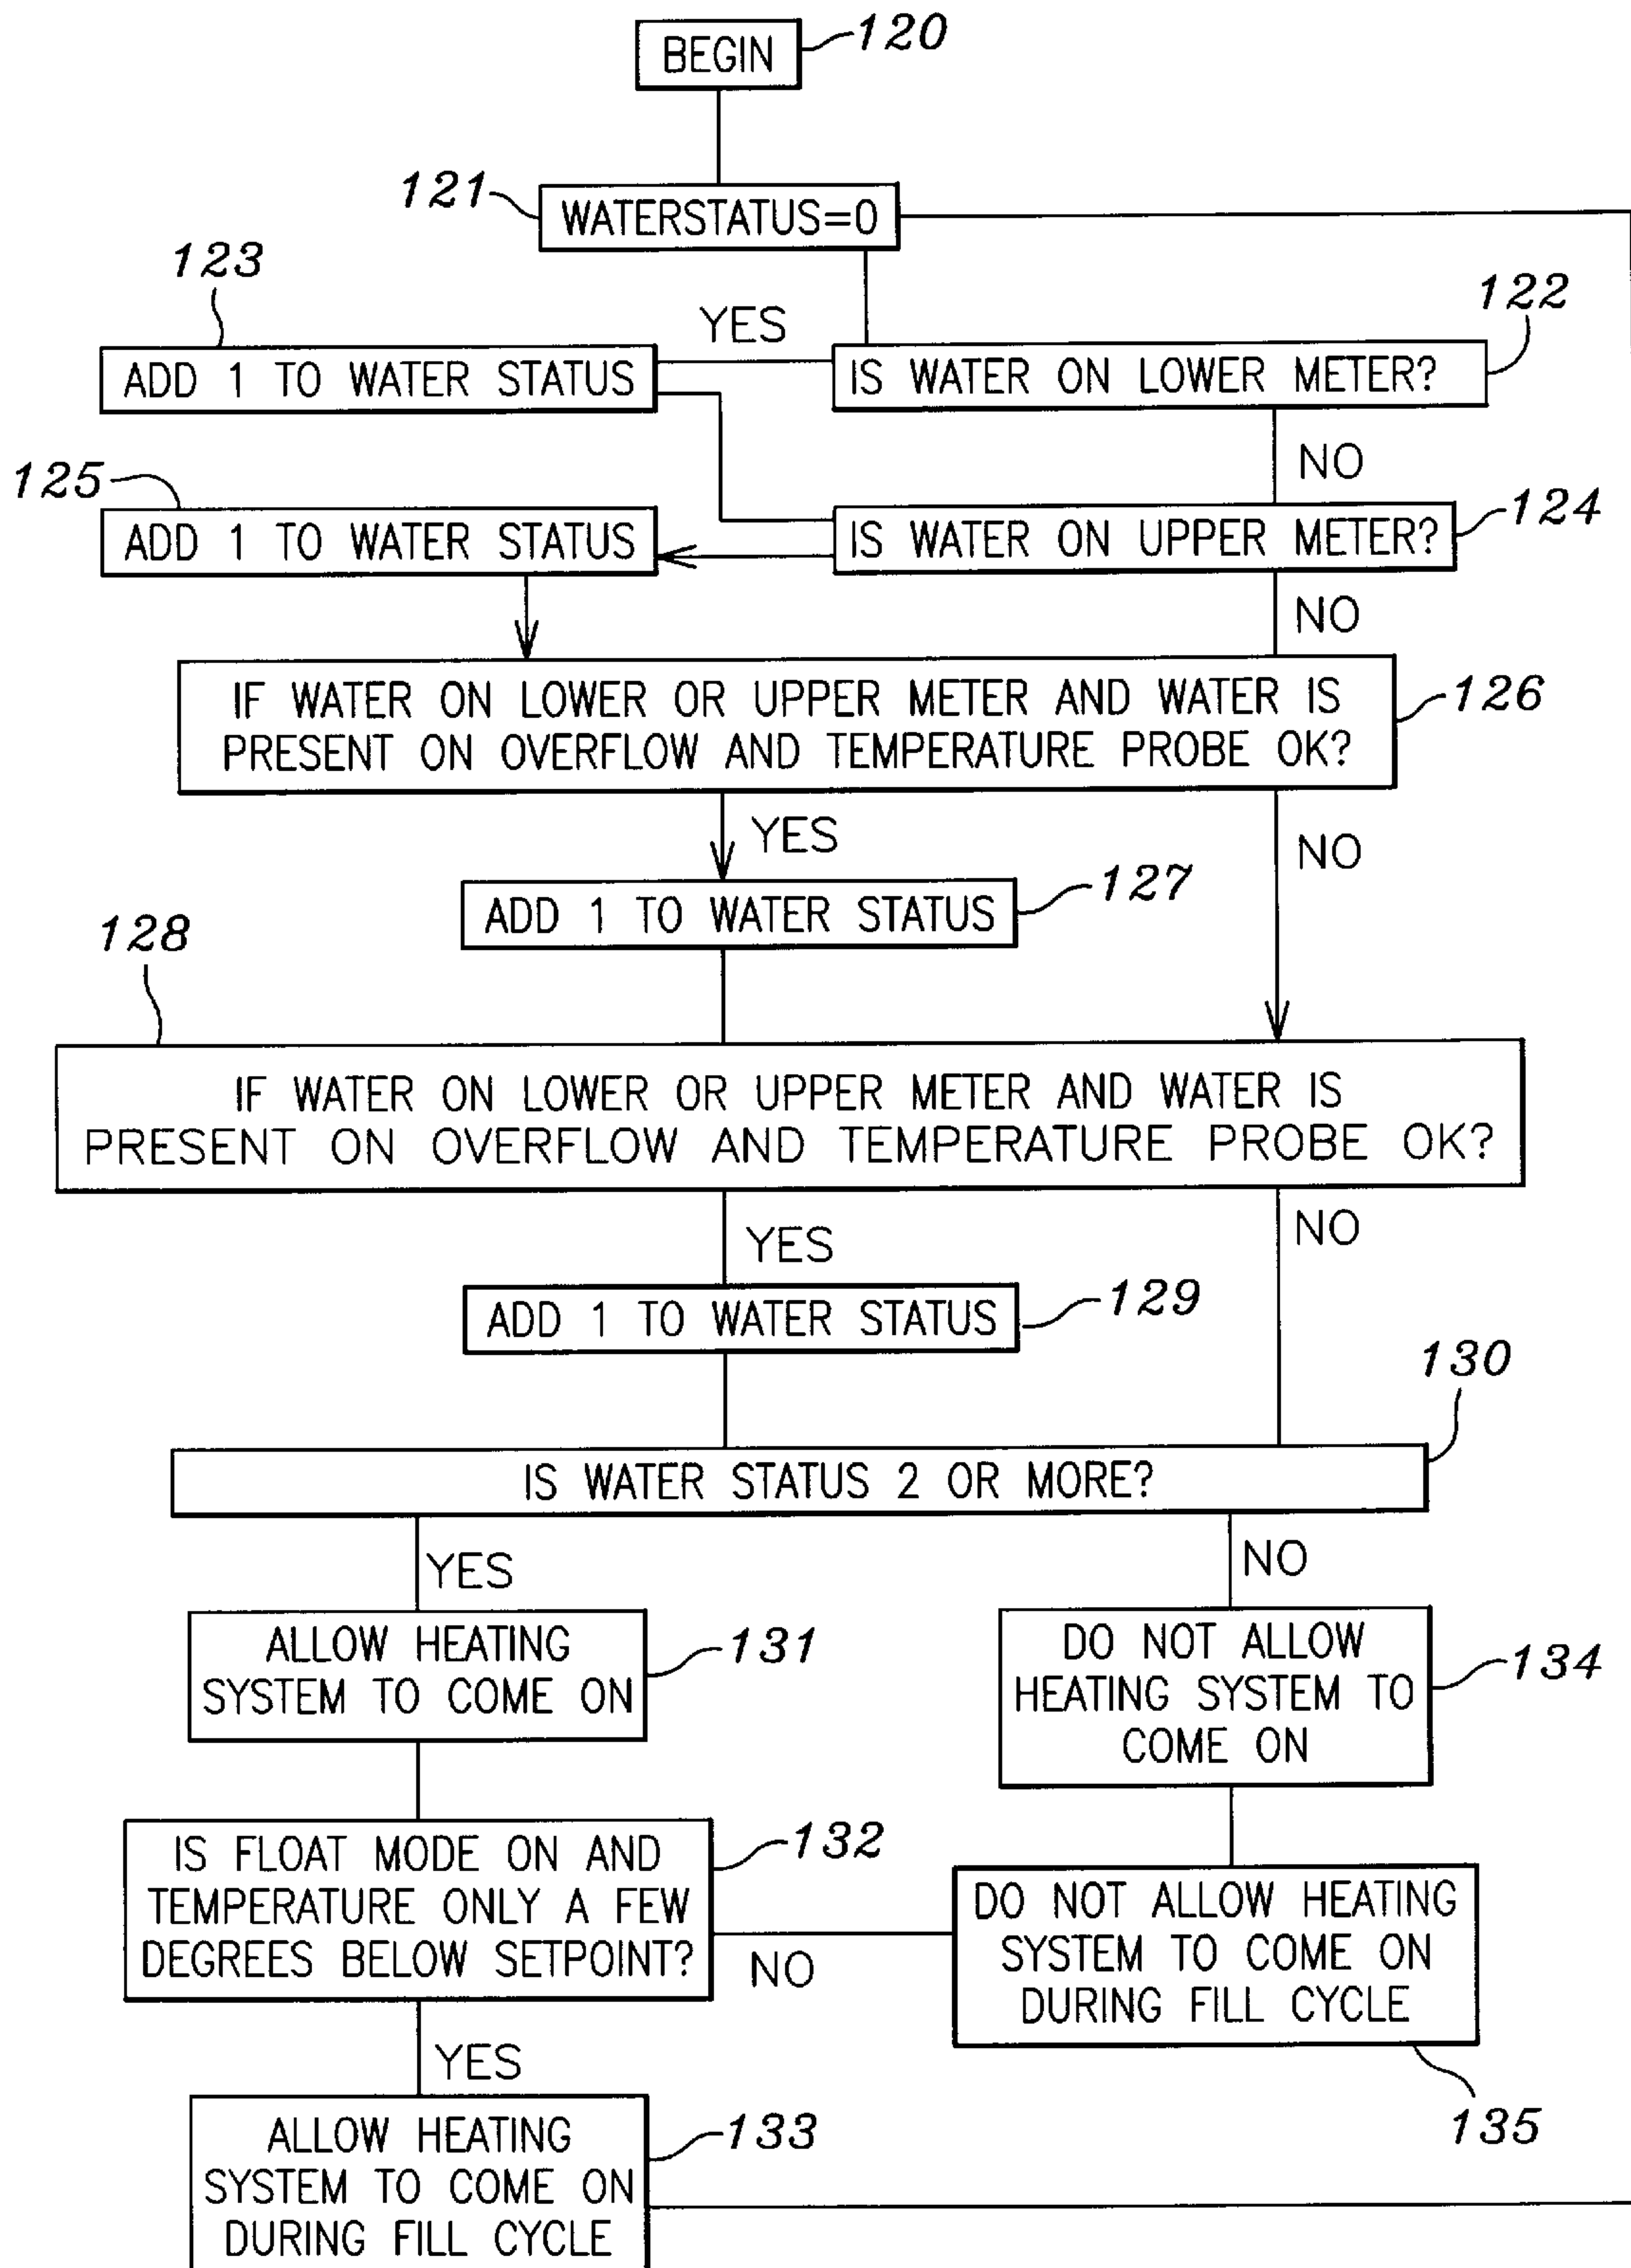 BEGIN
120
121
WATERSTATUS=0
123
YES
122
ADD 1 TO WATER STATUS
IS WATER ON LOWER METER?
NO
125
ADD 1 TO WATER STATUS
IS WATER ON UPPER METER?
124
NO
IF WATER ON LOWER OR UPPER METER AND WATER IS
PRESENT ON OVERFLOW AND TEMPERATURE PROBE OK?
126
YES
NO
ADD 1 TO WATER STATUS
127
128
IF WATER ON LOWER OR UPPER METER AND WATER IS
PRESENT ON OVERFLOW AND TEMPERATURE PROBE OK?
YES
NO
ADD 1 TO WATER STATUS
129
130
IS WATER STATUS 2 OR MORE?
YES
NO
ALLOW HEATING
SYSTEM TO COME ON
131
DO NOT ALLOW
HEATING SYSTEM TO
COME ON
134
IS FLOAT MODE ON AND
TEMPERATURE ONLY A FEW
DEGREES BELOW SETPOINT?
132
NO
DO NOT ALLOW HEATING
SYSTEM TO COME ON
DURING FILL CYCLE
135
YES
ALLOW HEATING
SYSTEM TO COME ON
DURING FILL CYCLE
133